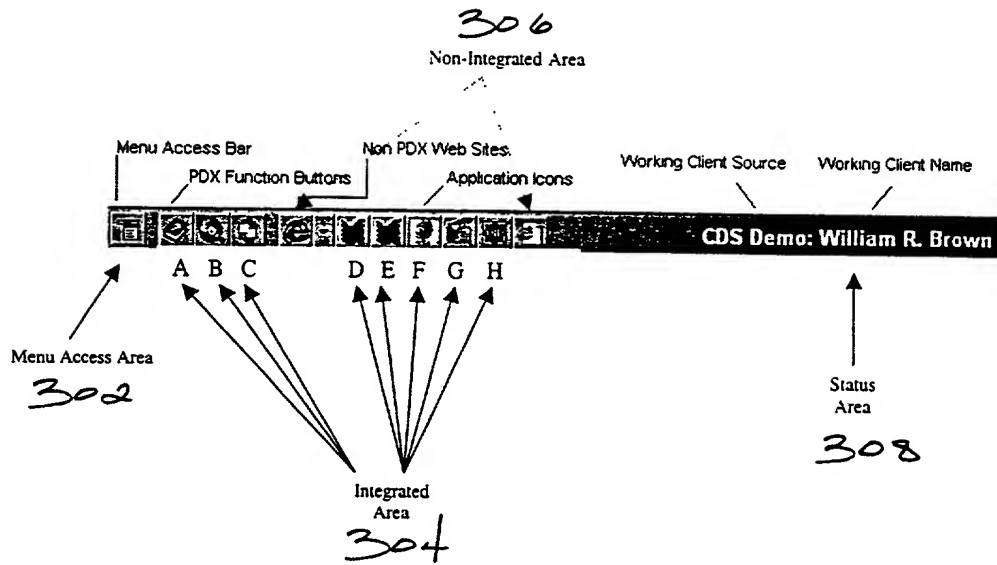 306
Non-Integrated Area
Menu Access Bar
Non PDX Web Sites.
Working Client Source
Working Client Name
PDX Function Buttons
Application Icons
CDS Demo: William R. Brown
A B C D E F G H
Menu Access Area
302
Status
Area
308
Integrated
Area
304